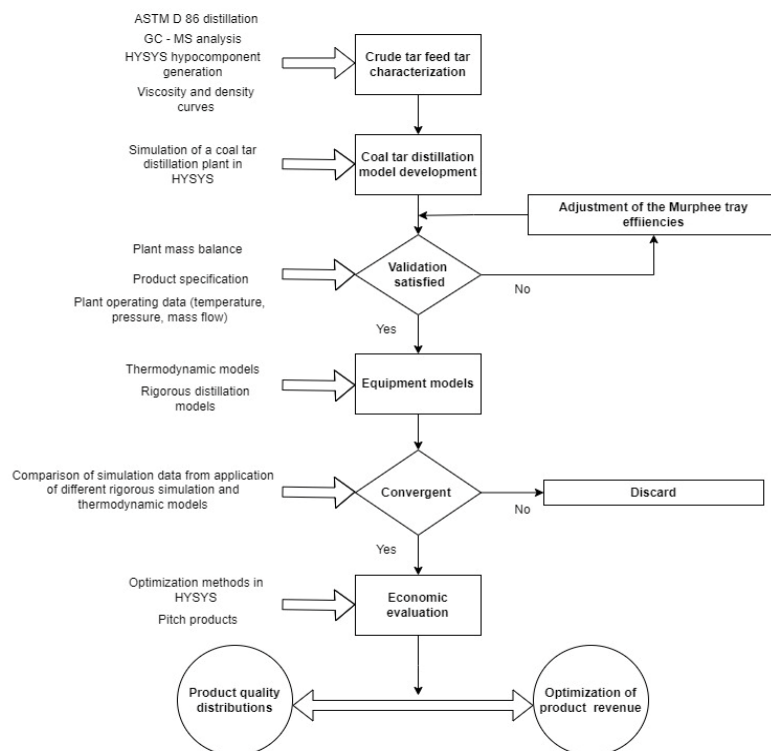 ASTM D 86 distillation
GC - MS analysis
HYSYS hypocomponent
generation
Viscosity and density
curves
Crude tar feed tar
characterization
Simulation of a coal tar
distillation plant in
HYSYS
Coal tar distillation
model development
Adjustment of the Murphee tray
effiiencies
Plant mass balance
Product specification
Plant operating data (temperature,
pressure, mass flow)
Validation
satisfied
No
Yes
Thermodynamic models
Rigorous distillation
models
Equipment models
Comparison of simulation data from application
of different rigorous simulation and
thermodynamic models
Convergent
No
Discard
Yes
Optimization methods in
HYSYS
Pitch products
Economic
evaluation
Product quality
distributions
Optimization of
product revenue